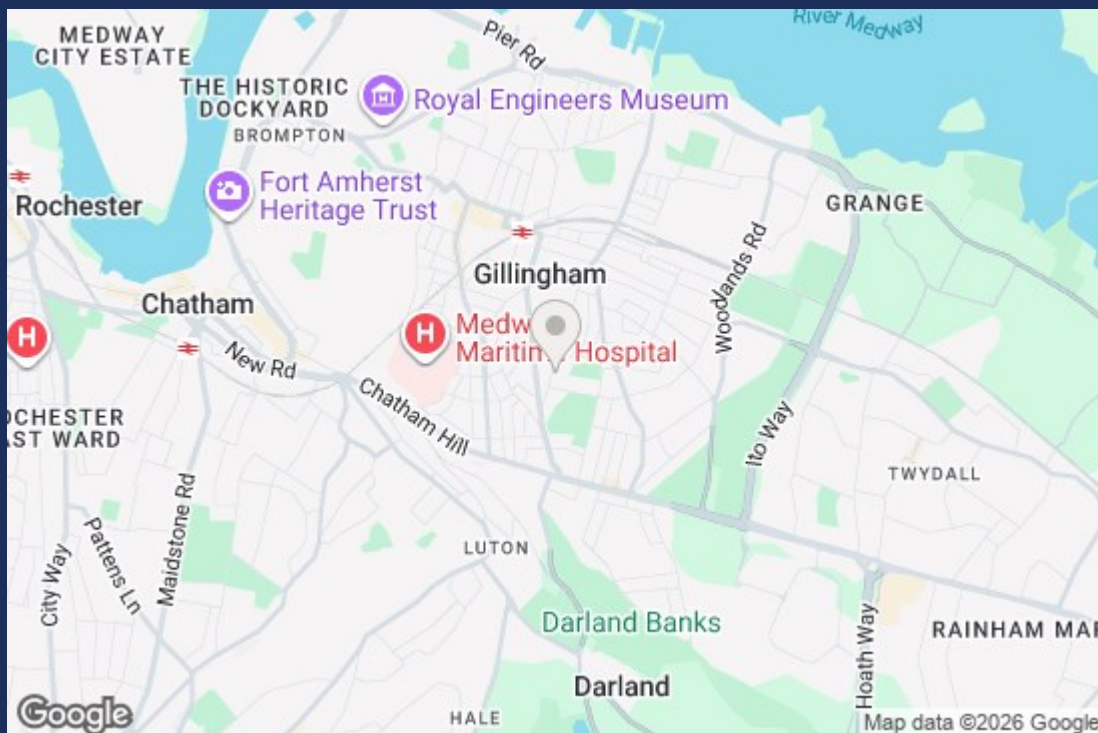 MEDWAY
CITY ESTATE
THE HISTORIC
DOCKYARD
BROMPTON
Pier Rd
River Medway
Royal Engineers Museum
Rochester
Fort Amherst
Heritage Trust
GRANGE
Gillingham
Woodlands Rd
Chatham
H
H
Maritim
Hospital
New Rd
Chatham Hill
OCHESTER
AST WARD
Ito Way
TWYDALL
Maidstone Rd
Pattens Ln
City Way
LUTON
Darland Banks
Hoath Way
RAINHAM MAR
Darland
HALE
Google
Map data ©2026 Google